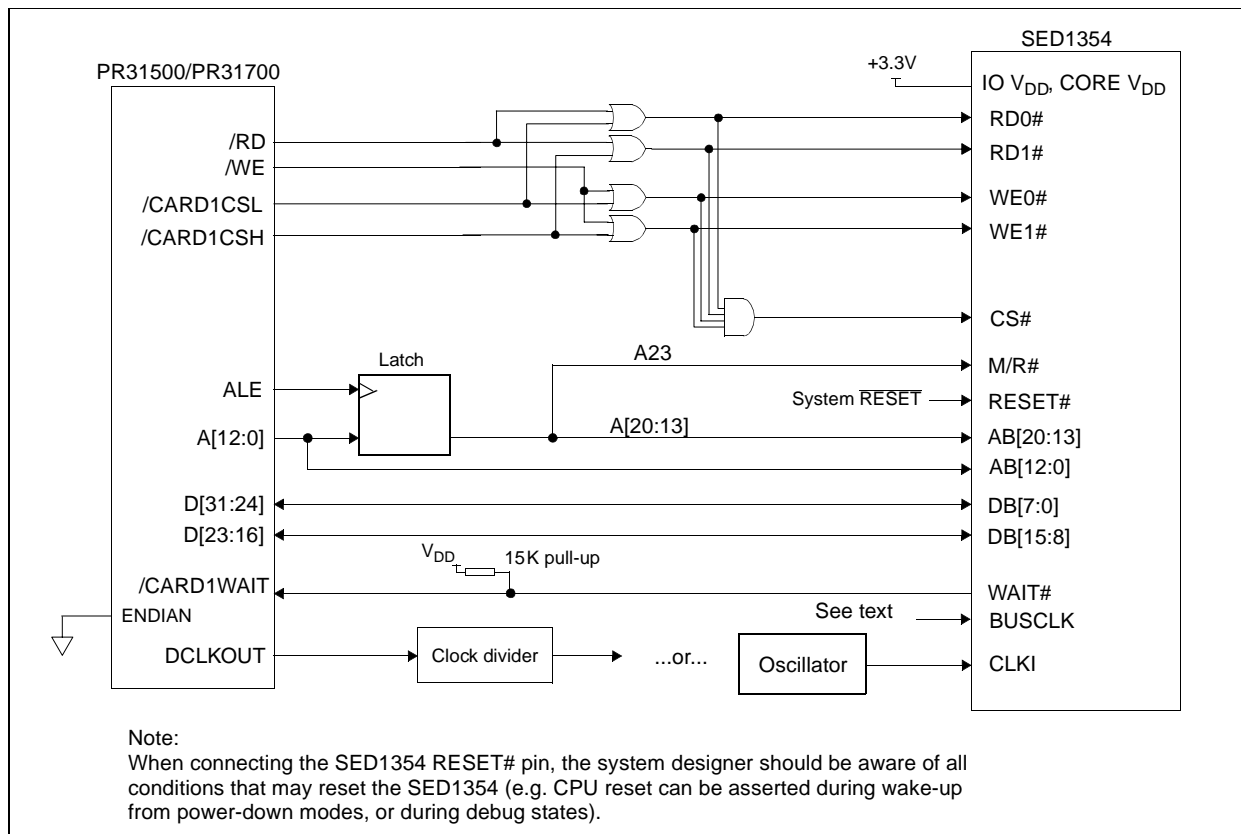 SED1354
PR31500/PR31700
+3.3V
IO VDD, CORE VDD
RD0#
/RD
RD1#
/WE
WE0#
/CARD1CSL
WE1#
/CARD1CSH
CS#
A23
Latch
M/R#
ALE
System RESET
RESET#
A[12:0]
A[20:13]
AB[20:13]
AB[12:0]
D[31:24]
DB[7:0]
D[23:16]
DB[15:8]
VDD
15K pull-up
/CARD1WAIT
WAIT#
ENDIAN
See text
BUSCLK
DCLKOUT
Clock divider
...or...
Oscillator
CLKI
Note:
When connecting the SED1354 RESET# pin, the system designer should be aware of all
conditions that may reset the SED1354 (e.g. CPU reset can be asserted during wake-up
from power-down modes, or during debug states).